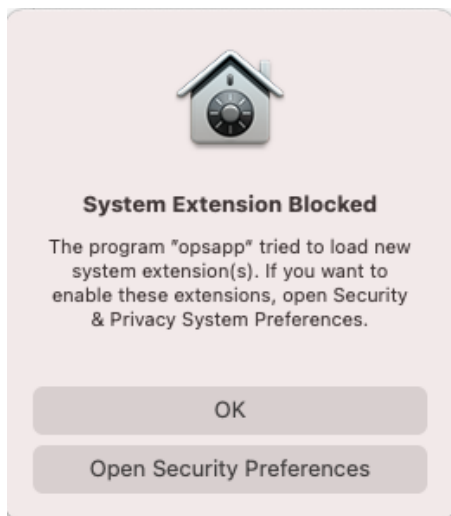 System Extension Blocked
The program "opsapp" tried to load new
system extension(s). If you want to
enable these extensions, open Security
& Privacy System Preferences.
OK
Open Security Preferences